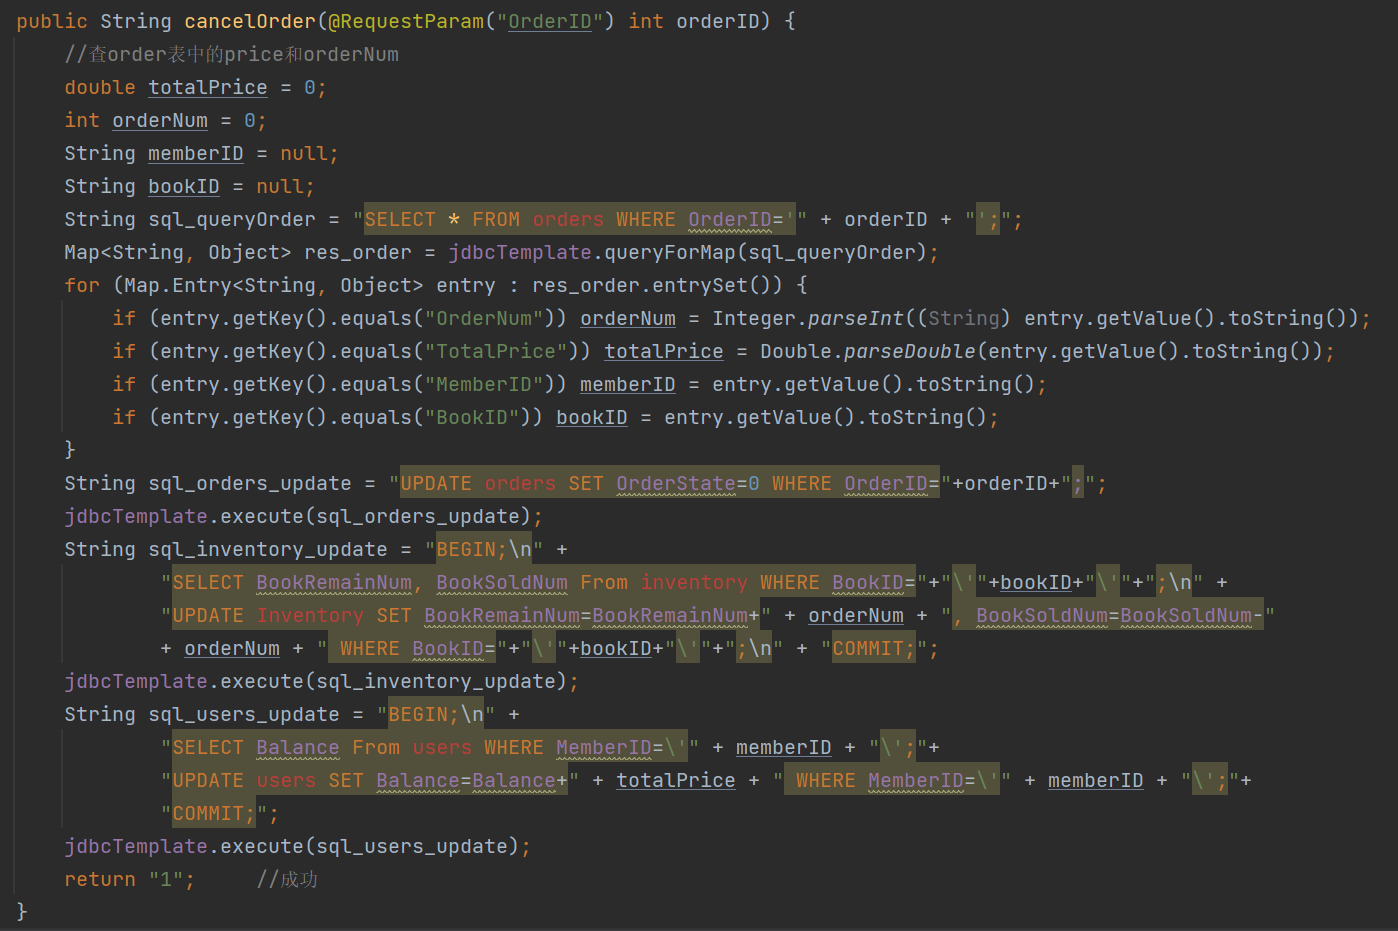 public String cancelOrder(@RequestParam("OrderID") int orderID) {
//查order表中的price和orderNum
double totalPrice = 0;
int orderNum = 0;
String memberID = null;
String bookID = null;
String sql_queryOrder = "SELECT * FROM orders WHERE OrderID='" + orderID + "';";
Map<String, Object> res_order = jdbcTemplate.queryForMap(sql_queryOrder);
for (Map.Entry<String, Object> entry : res_order.entrySet()) {
if (entry.getKey().equals("OrderNum")) orderNum = Integer.parseInt((String) entry.getValue().toString());
if (entry.getKey().equals("TotalPrice")) totalPrice = Double.parseDouble(entry.getValue().toString());
if (entry.getKey().equals("MemberID")) memberID = entry.getValue().toString();
if (entry.getKey().equals("BookID")) bookID = entry.getValue().toString();
}
String sql_orders_update = "UPDATE orders SET OrderState=0 WHERE OrderID="+orderID+";";
jdbcTemplate.execute(sql_orders_update);
String sql_inventory_update = "BEGIN;\n" +
"SELECT BookRemainNum, BookSoldNum From inventory WHERE BookID="+"\'"+bookID+"\'"+";\n" +
"UPDATE Inventory SET BookRemainNum=BookRemainNum+" + orderNum + ", BookSoldNum=BookSoldNum-"
+ orderNum + " WHERE BookID="+"\'"+bookID+"\'"+";\n" + "COMMIT;";
jdbcTemplate.execute(sql_inventory_update);
String sql_users_update = "BEGIN;\n" +
"SELECT Balance From users WHERE MemberID=\'" + memberID + "\';"+
"UPDATE users SET Balance=Balance+" + totalPrice + " WHERE MemberID=\'" + memberID + "\';"+
"COMMIT;";
jdbcTemplate.execute(sql_users_update);
return "1";     //成功
}